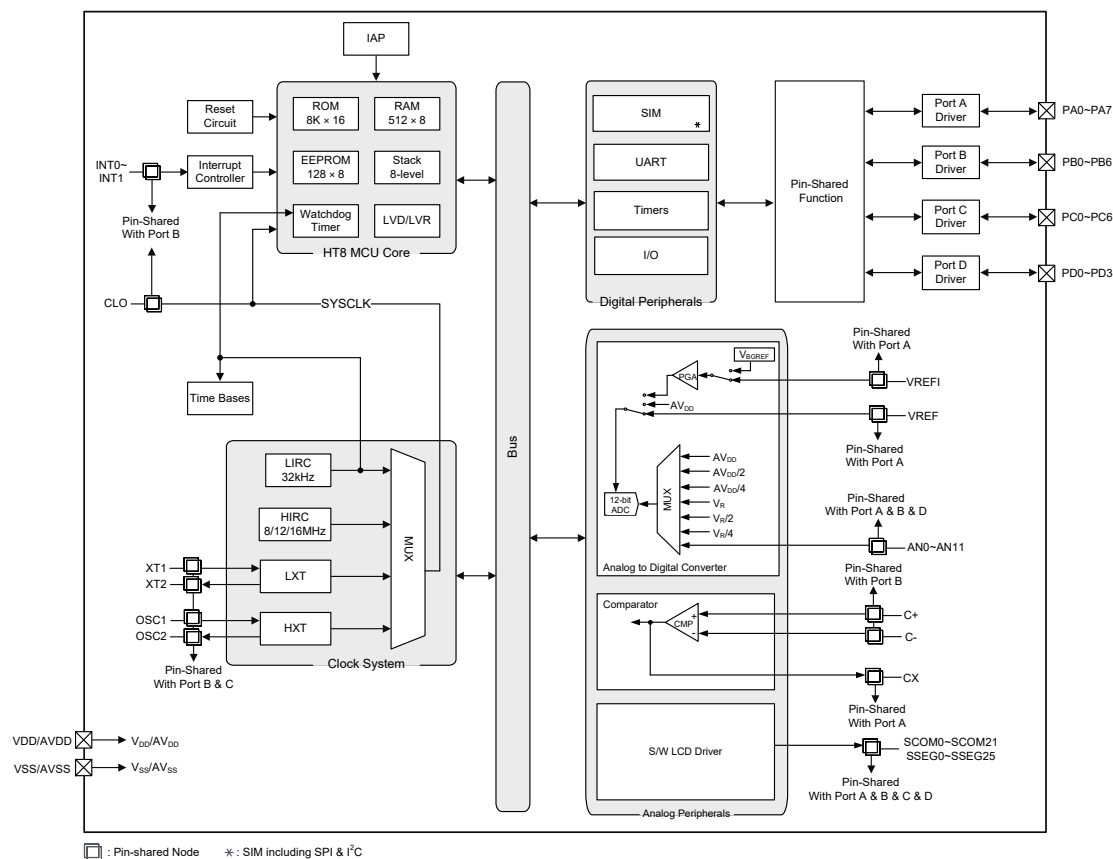 IAP
Reset
Circuit
ROM
8K × 16
RAM
512 × 8
INT0~
INT1
Interrupt
Controller
EEPROM
128 × 8
Stack
8-level
Pin-Shared
With Port B
Watchdog
Timer
LVD/LVR
HT8 MCU Core
CLO
SYSCLK
Time Bases
LIRC
32kHz
HIRC
8/12/16MHz
MUX
XT1
XT2
LXT
OSC1
OSC2
HXT
Pin-Shared
With Port B & C
Clock System
VDD/AVDD
VDD/AVDD
VSS/AVSS
VSS/AVSS
Bus
SIM
*
UART
Timers
I/O
Digital Peripherals
Pin-Shared
Function
Port A
Driver
PA0~PA7
Port B
Driver
PB0~PB6
Port C
Driver
PC0~PC6
Port D
Driver
PD0~PD3
Pin-Shared
With Port A
VBGREF
PGA
VREFI
AVDD
VREF
Pin-Shared
With Port A
12-bit
ADC
MUX
AVDD
AVDD/2
AVDD/4
VR
VR/2
VR/4
Pin-Shared
With Port A & B & D
AN0~AN11
Analog to Digital Converter
Pin-Shared
With Port B
Comparator
+
CMP
-
C+
C-
CX
Pin-Shared
With Port A
S/W LCD Driver
SCOM0~SCOM21
SSEG0~SSEG25
Pin-Shared
With Port A & B & C & D
Analog Peripherals
: Pin-shared Node
* : SIM including SPI & I²C